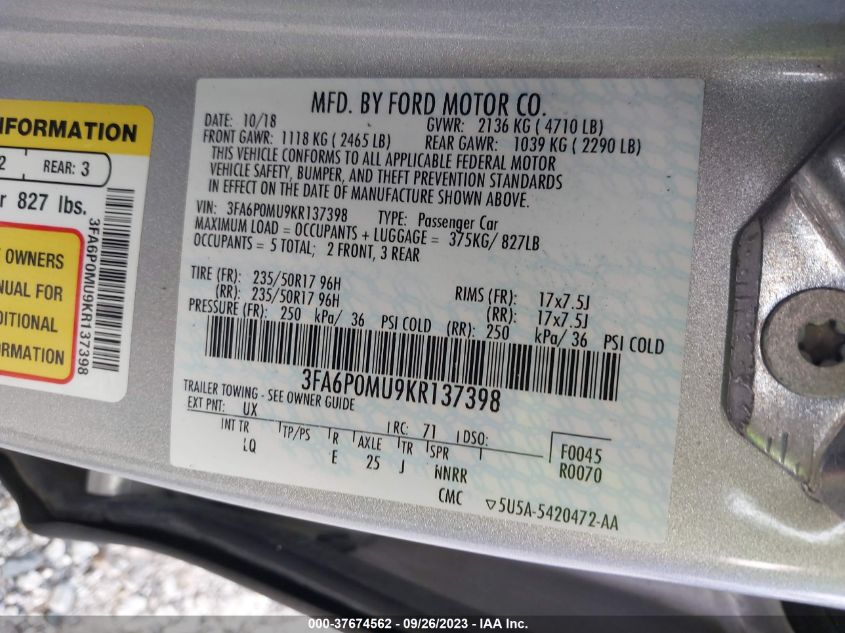 INFORMATION
2 REAR: 3
827 lbs.
OWNERS
MANUAL FOR
DITIONAL
ORMATION
3FA6P0MU9KR137398
MFD. BY FORD MOTOR CO.
DATE: 10/18 GVWR: 2136 KG ( 4710 LB)
FRONT GAWR: 1118 KG ( 2465 LB) REAR GAWR: 1039 KG ( 2290 LB)
THIS VEHICLE CONFORMS TO ALL APPLICABLE FEDERAL MOTOR
VEHICLE SAFETY, BUMPER, AND THEFT PREVENTION STANDARDS
IN EFFECT ON THE DATE OF MANUFACTURE SHOWN ABOVE.
VIN: 3FA6P0MU9KR137398 TYPE: Passenger Car
MAXIMUM LOAD = OCCUPANTS + LUGGAGE = 375KG/ 827LB
OCCUPANTS = 5 TOTAL; 2 FRONT, 3 REAR
TIRE (FR): 235/50R17 96H RIMS (FR): 17x7.5J
(RR): 235/50R17 96H (RR): 17x7.5J
PRESSURE (FR): 250 kPa/ 36 PSI COLD (RR): 250 kPa/ 36 PSI COLD
3FA6P0MU9KR137398
TRAILER TOWING - SEE OWNER GUIDE
EXT PNT: UX RC: 71 DSO: F0045
INT TR TP/PS R AXLE TR SPR R0070
LQ E 25 J NNRR
CMC 5U5A-5420472-AA
000-37674562 - 09/26/2023 - IAA Inc.